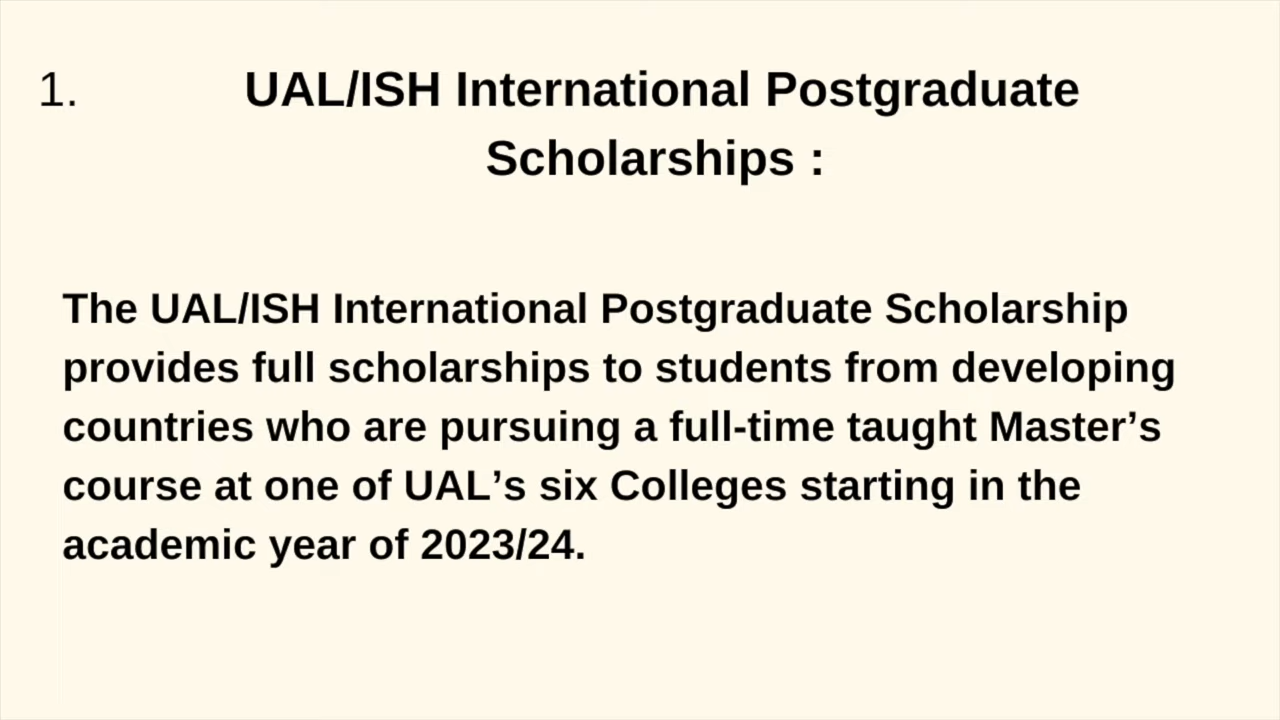 1. UAL/ISH International Postgraduate
Scholarships :
The UAL/ISH International Postgraduate Scholarship
provides full scholarships to students from developing
countries who are pursuing a full-time taught Master’s
course at one of UAL’s six Colleges starting in the
academic year of 2023/24.